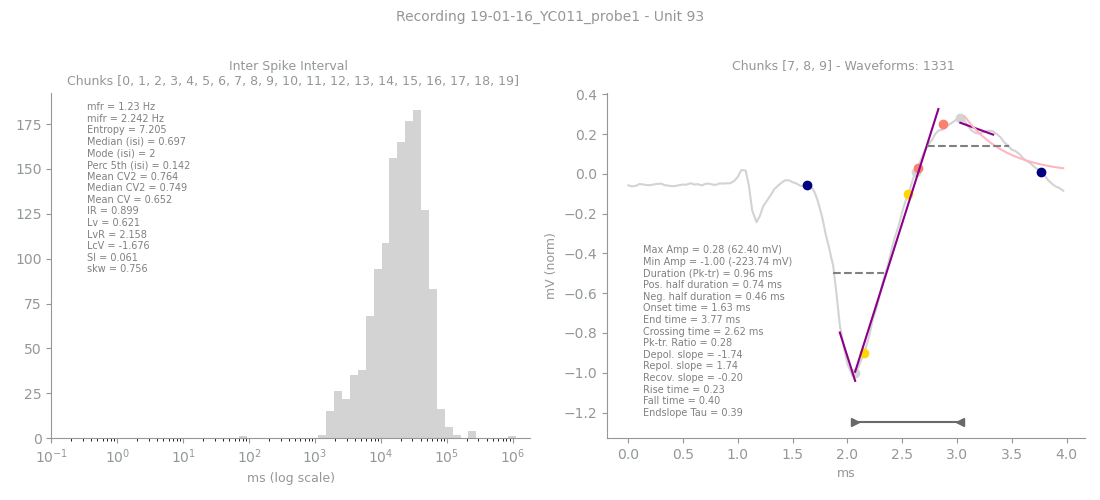 Recording 19-01-16_YC011_probe1 - Unit 93
Inter Spike Interval
Chunks [0, 1, 2, 3, 4, 5, 6, 7, 8, 9, 10, 11, 12, 13, 14, 15, 16, 17, 18, 19]
mfr = 1.23 Hz
mifr = 2.242 Hz
Entropy = 7.205
Median (isi) = 0.697
Mode (isi) = 2
Perc 5th (isi) = 0.142
Mean CV2 = 0.764
Median CV2 = 0.749
Mean CV = 0.652
IR = 0.899
Lv = 0.621
LvR = 2.158
LcV = -1.676
SI = 0.061
skw = 0.756
175
150
125
100
75
50
25
0
10⁻¹ 10⁰ 10¹ 10² 10³ 10⁴ 10⁵ 10⁶
ms (log scale)
Chunks [7, 8, 9] - Waveforms: 1331
mV (norm)
0.4
0.2
0.0
−0.2
−0.4
−0.6
−0.8
−1.0
−1.2
Max Amp = 0.28 (62.40 mV)
Min Amp = -1.00 (-223.74 mV)
Duration (Pk-tr) = 0.96 ms
Pos. half duration = 0.74 ms
Neg. half duration = 0.46 ms
Onset time = 1.63 ms
End time = 3.77 ms
Crossing time = 2.62 ms
Pk-tr. Ratio = 0.28
Depol. slope = -1.74
Repol. slope = 1.74
Recov. slope = -0.20
Rise time = 0.23
Fall time = 0.40
Endslope Tau = 0.39
0.0 0.5 1.0 1.5 2.0 2.5 3.0 3.5 4.0
ms